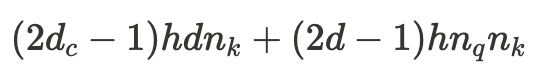 (2d_c − 1)hdn_k + (2d − 1)hn_qn_k